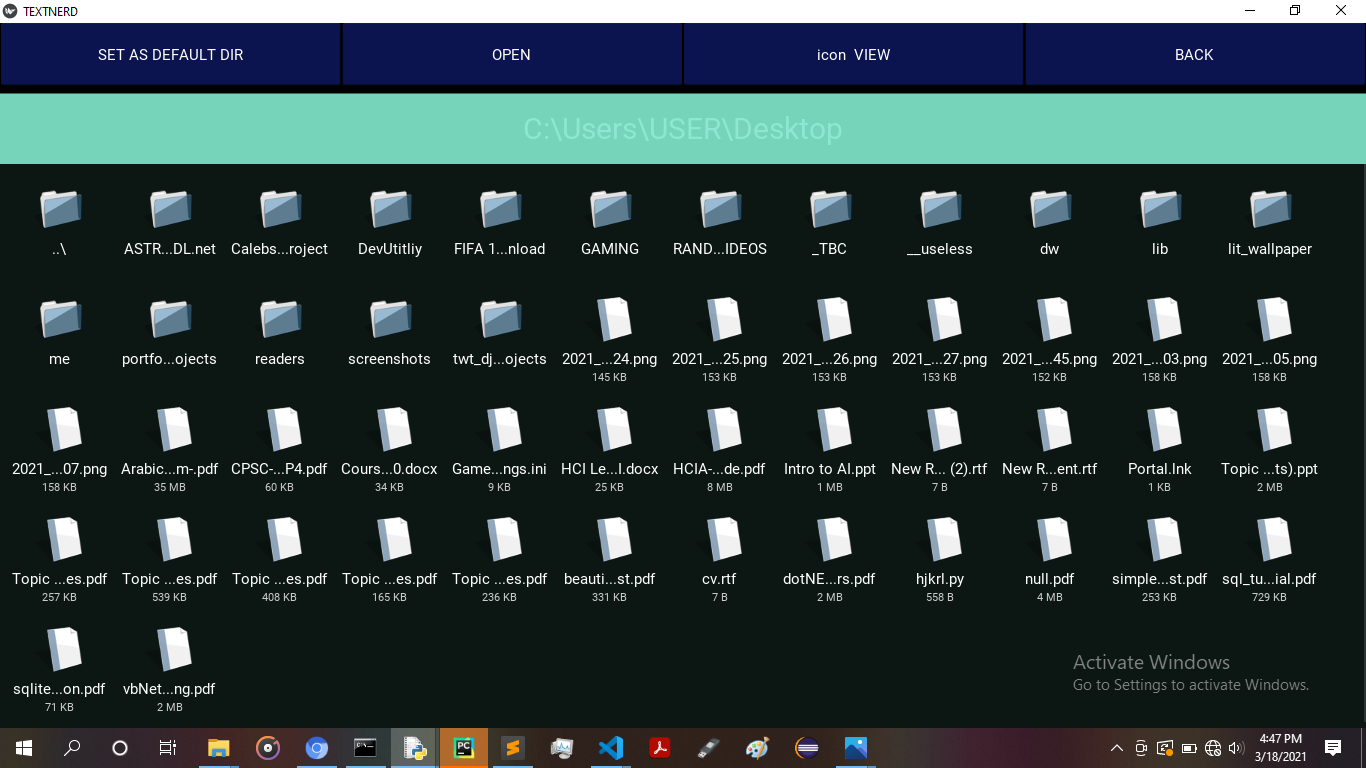 TEXTNERD
SET AS DEFAULT DIR OPEN icon VIEW BACK
C:\Users\USER\Desktop
..\ ASTR...DL.net Calebs...roject DevUtitliy FIFA 1...nload GAMING RAND...IDEOS _TBC __useless dw lib lit_wallpaper
me portfo...ojects readers screenshots twt_dj...ojects 2021_...24.png 2021_...25.png 2021_...26.png 2021_...27.png 2021_...45.png 2021_...03.png 2021_...05.png
145 KB 153 KB 153 KB 153 KB 152 KB 158 KB 158 KB
2021_...07.png Arabic...m-.pdf CPSC-...P4.pdf Cours...0.docx Game...ngs.ini HCI Le...I.docx HCIA-...de.pdf Intro to AI.ppt New R... (2).rtf New R...ent.rtf Portal.lnk Topic ...ts).ppt
158 KB 35 MB 60 KB 34 KB 9 KB 25 KB 8 MB 1 MB 7 B 7 B 1 KB 2 MB
Topic ...es.pdf Topic ...es.pdf Topic ...es.pdf Topic ...es.pdf Topic ...es.pdf beauti...st.pdf cv.rtf dotNE...rs.pdf hjkrl.py null.pdf simple...st.pdf sql_tu...ial.pdf
257 KB 539 KB 408 KB 165 KB 236 KB 331 KB 7 B 2 MB 558 B 4 MB 253 KB 729 KB
sqlite...on.pdf vbNet...ng.pdf
71 KB 2 MB
Activate Windows
Go to Settings to activate Windows.
PC
4:47 PM
3/18/2021